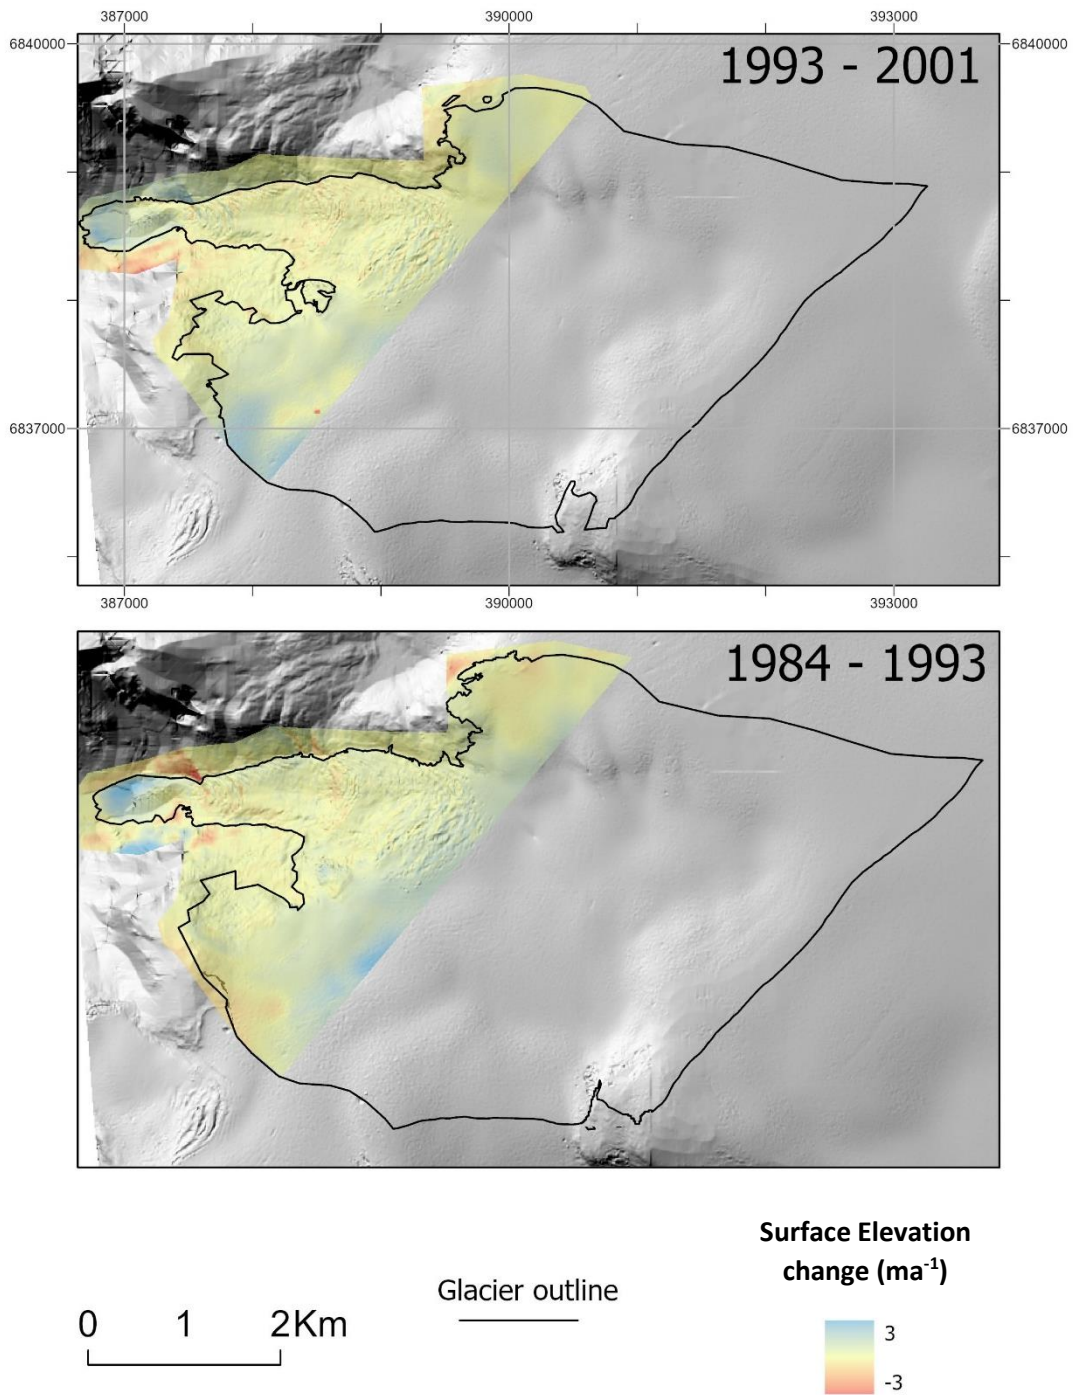 387000 390000 393000
6840000 6840000
1993 - 2001
6837000 6837000
387000 390000 393000
1984 - 1993
Surface Elevation
change (ma-1)
Glacier outline
0 1 2Km
3
-3